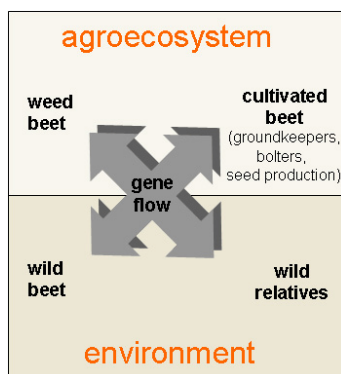 agroecosystem
weed
beet
cultivated
beet
(groundkeepers,
bolters,
seed production)
gene
flow
wild
beet
wild
relatives
environment